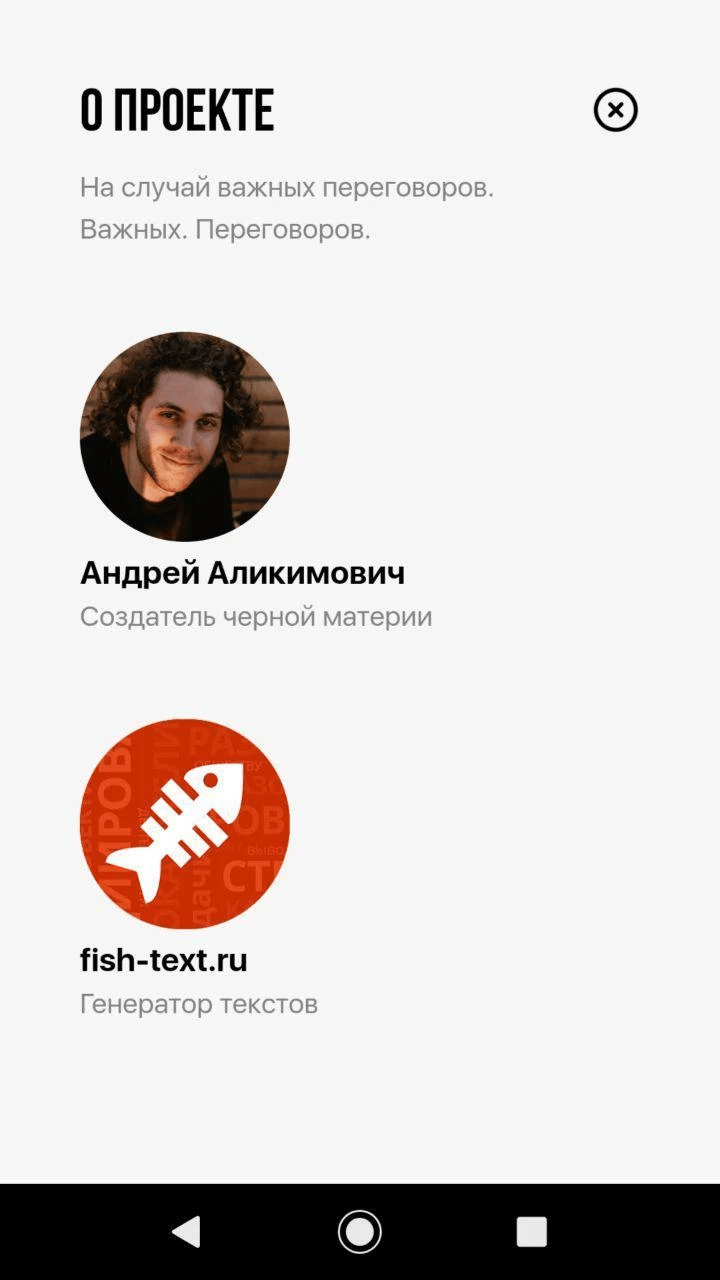 О ПРОЕКТЕ
На случай важных переговоров.
Важных. Переговоров.
Андрей Аликимович
Создатель черной материи
fish-text.ru
Генератор текстов